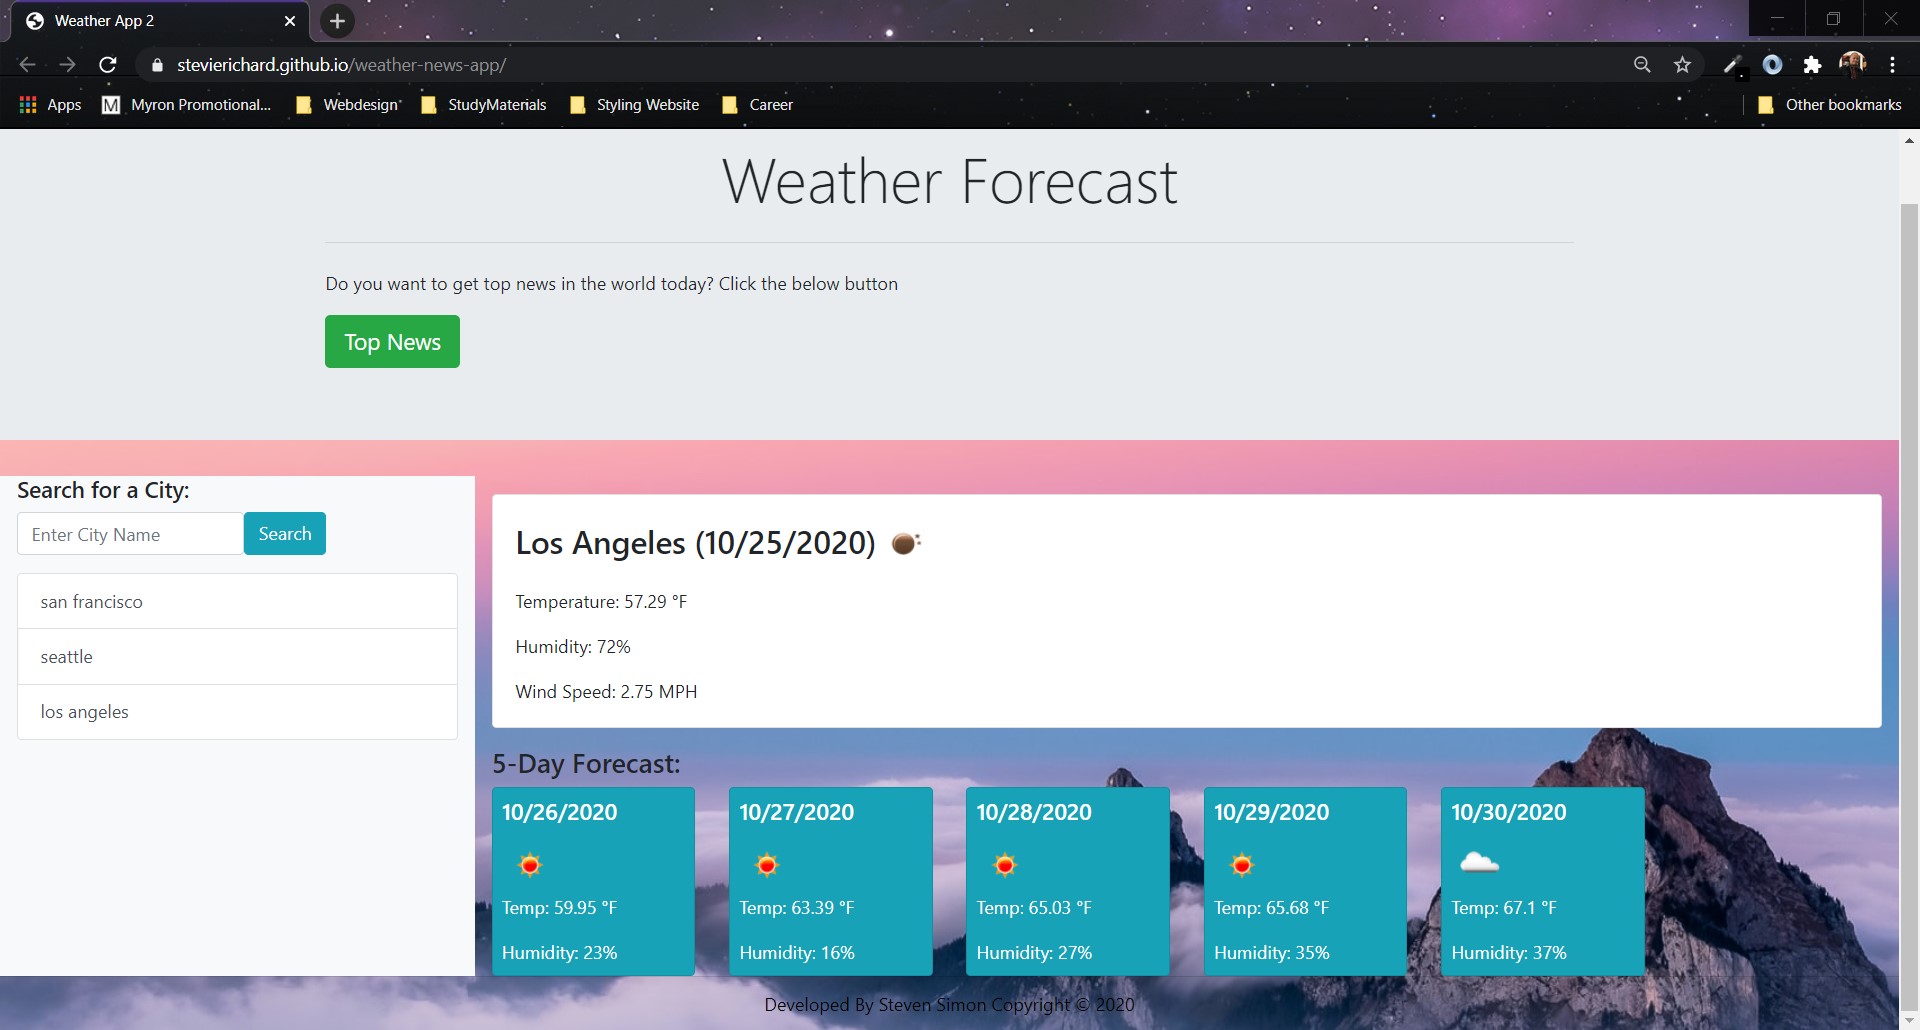 Weather App 2
stevierichard.github.io/weather-news-app/
Apps
M Myron Promotional...
Webdesign
StudyMaterials
Styling Website
Career
Other bookmarks
Weather Forecast
Do you want to get top news in the world today? Click the below button
Top News
Search for a City:
Enter City Name
Search
san francisco
seattle
los angeles
Los Angeles (10/25/2020)
Temperature: 57.29 °F
Humidity: 72%
Wind Speed: 2.75 MPH
5-Day Forecast:
10/26/2020
Temp: 59.95 °F
Humidity: 23%
10/27/2020
Temp: 63.39 °F
Humidity: 16%
10/28/2020
Temp: 65.03 °F
Humidity: 27%
10/29/2020
Temp: 65.68 °F
Humidity: 35%
10/30/2020
Temp: 67.1 °F
Humidity: 37%
Developed By Steven Simon Copyright © 2020